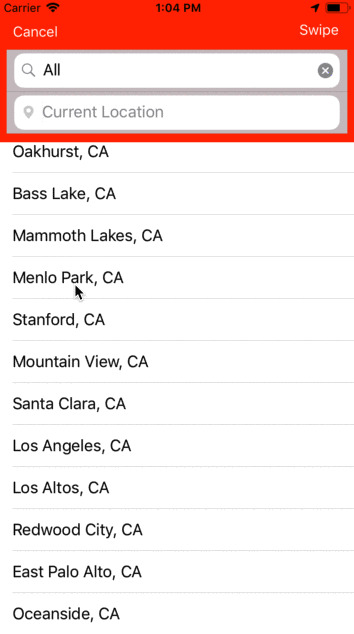 Carrier 1:04 PM
Cancel Swipe
All
Current Location
Oakhurst, CA
Bass Lake, CA
Mammoth Lakes, CA
Menlo Park, CA
Stanford, CA
Mountain View, CA
Santa Clara, CA
Los Angeles, CA
Los Altos, CA
Redwood City, CA
East Palo Alto, CA
Oceanside, CA